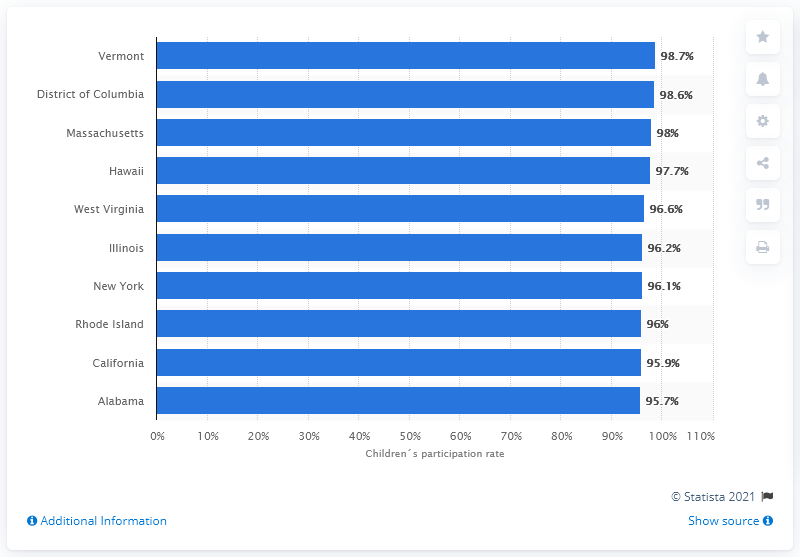 Vermont 98.7%
District of Columbia 98.6%
Massachusetts 98%
Hawaii 97.7%
West Virginia 96.6%
Illinois 96.2%
New York 96.1%
Rhode Island 96%
California 95.9%
Alabama 95.7%
0% 10% 20% 30% 40% 50% 60% 70% 80% 90% 100% 110%
Children´s participation rate
© Statista 2021
Additional Information Show source